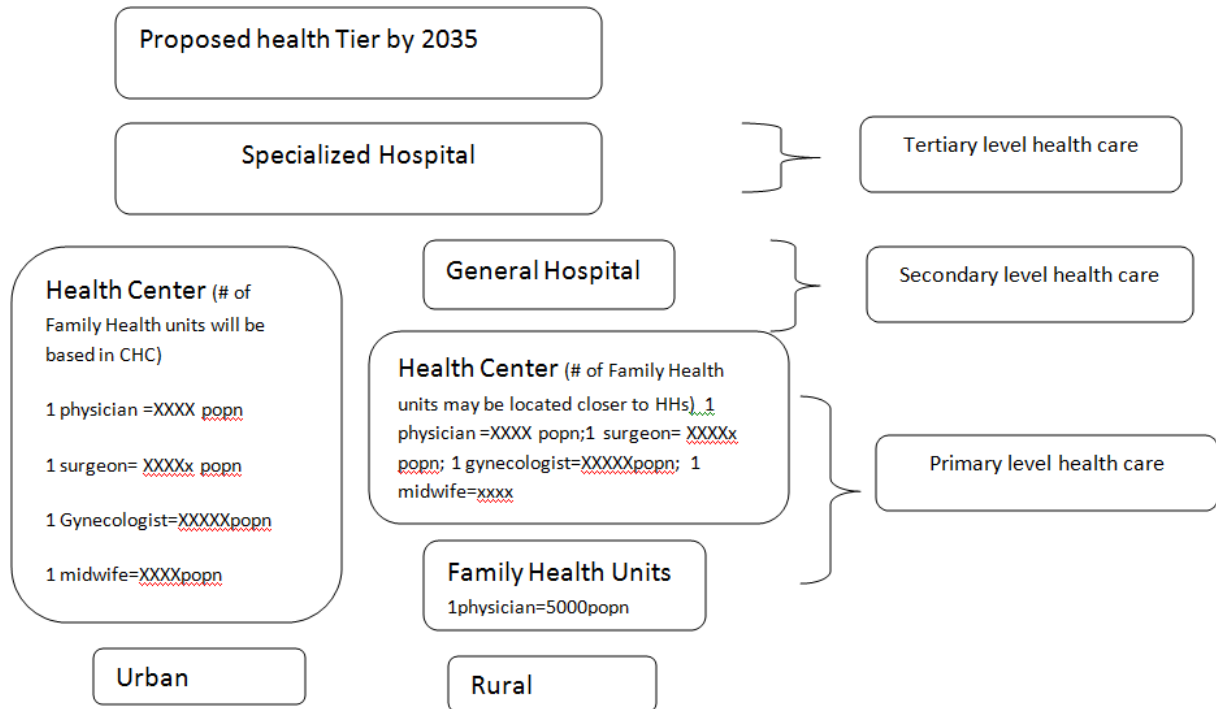 Proposed health Tier by 2035
Specialized Hospital
Tertiary level health care
General Hospital
Secondary level health care
Health Center (# of
Family Health units will be
based in CHC)
1 physician =XXXX popn
1 surgeon= XXXXx popn
1 Gynecologist=XXXXXpopn
1 midwife=XXXXpopn
Health Center (# of Family Health
units may be located closer to HHs) 1
physician =XXXX popn;1 surgeon= XXXXx
popn; 1 gynecologist=XXXXXpopn; 1
midwife=xxxx
Primary level health care
Family Health Units
1physician=5000popn
Urban
Rural